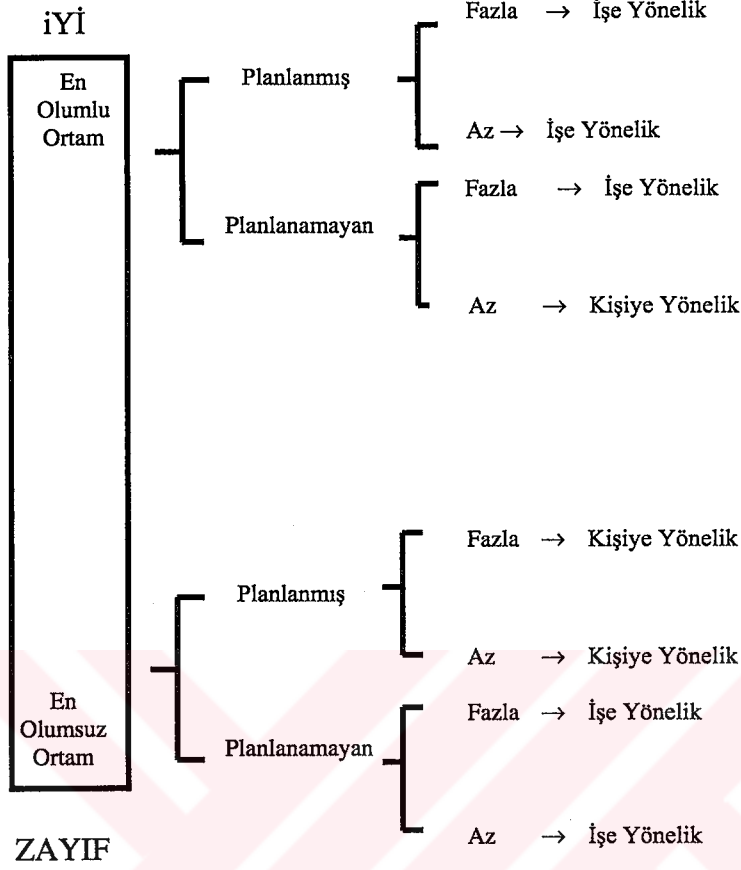 iYİ
Fazla → İşe Yönelik
En
Olumlu
Ortam
Planlanmış
Az → İşe Yönelik
Fazla → İşe Yönelik
Planlanamayan
Az → Kişiye Yönelik
Fazla → Kişiye Yönelik
Planlanmış
Az → Kişiye Yönelik
En
Olumsuz
Ortam
Fazla → İşe Yönelik
Planlanamayan
Az → İşe Yönelik
ZAYIF